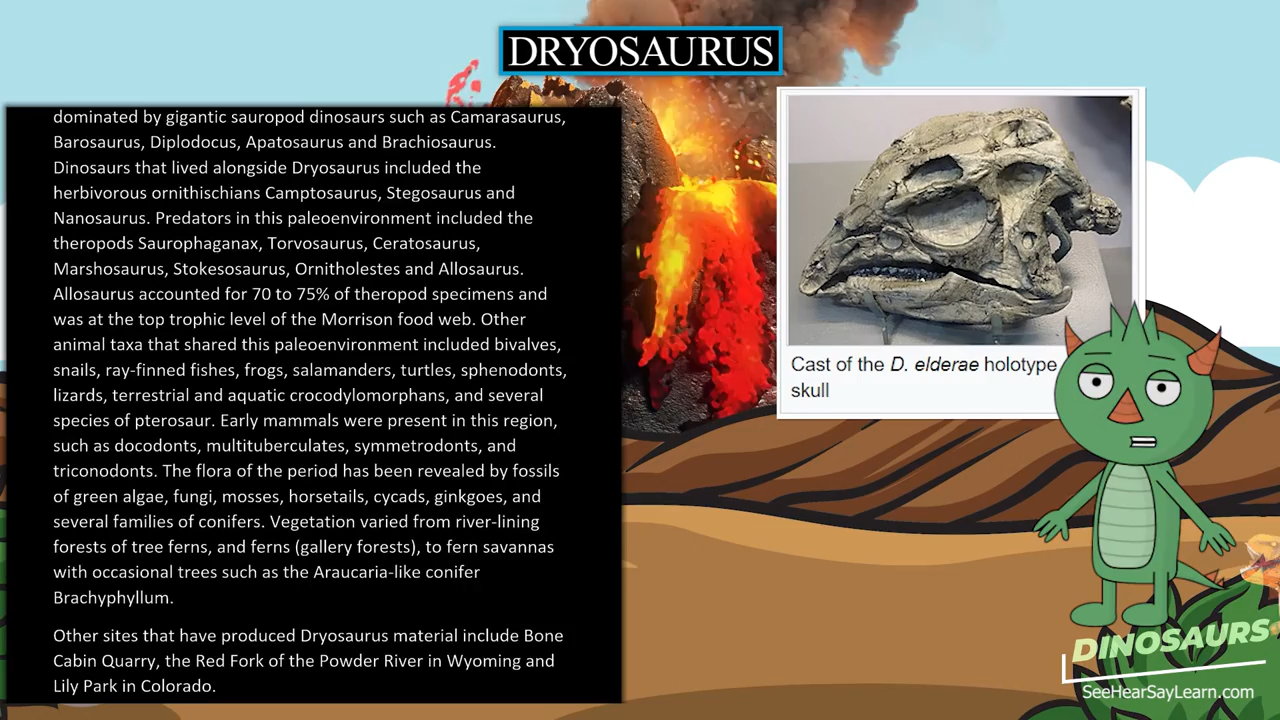 DRYOSAURUS
dominated by gigantic sauropod dinosaurs such as Camarasaurus,
Barosaurus, Diplodocus, Apatosaurus and Brachiosaurus.
Dinosaurs that lived alongside Dryosaurus included the
herbivorous ornithischians Camptosaurus, Stegosaurus and
Nanosaurus. Predators in this paleoenvironment included the
theropods Saurophaganax, Torvosaurus, Ceratosaurus,
Marshosaurus, Stokesosaurus, Ornitholestes and Allosaurus.
Allosaurus accounted for 70 to 75% of theropod specimens and
was at the top trophic level of the Morrison food web. Other
animal taxa that shared this paleoenvironment included bivalves,
snails, ray-finned fishes, frogs, salamanders, turtles, sphenodonts,
lizards, terrestrial and aquatic crocodylomorphans, and several
species of pterosaur. Early mammals were present in this region,
such as docodonts, multituberculates, symmetrodonts, and
triconodonts. The flora of the period has been revealed by fossils
of green algae, fungi, mosses, horsetails, cycads, ginkgoes, and
several families of conifers. Vegetation varied from river-lining
forests of tree ferns, and ferns (gallery forests), to fern savannas
with occasional trees such as the Araucaria-like conifer
Brachyphyllum.
Other sites that have produced Dryosaurus material include Bone
Cabin Quarry, the Red Fork of the Powder River in Wyoming and
Lily Park in Colorado.
Cast of the D. elderae holotype
skull
DINOSAURS
SeeHearSayLearn.com